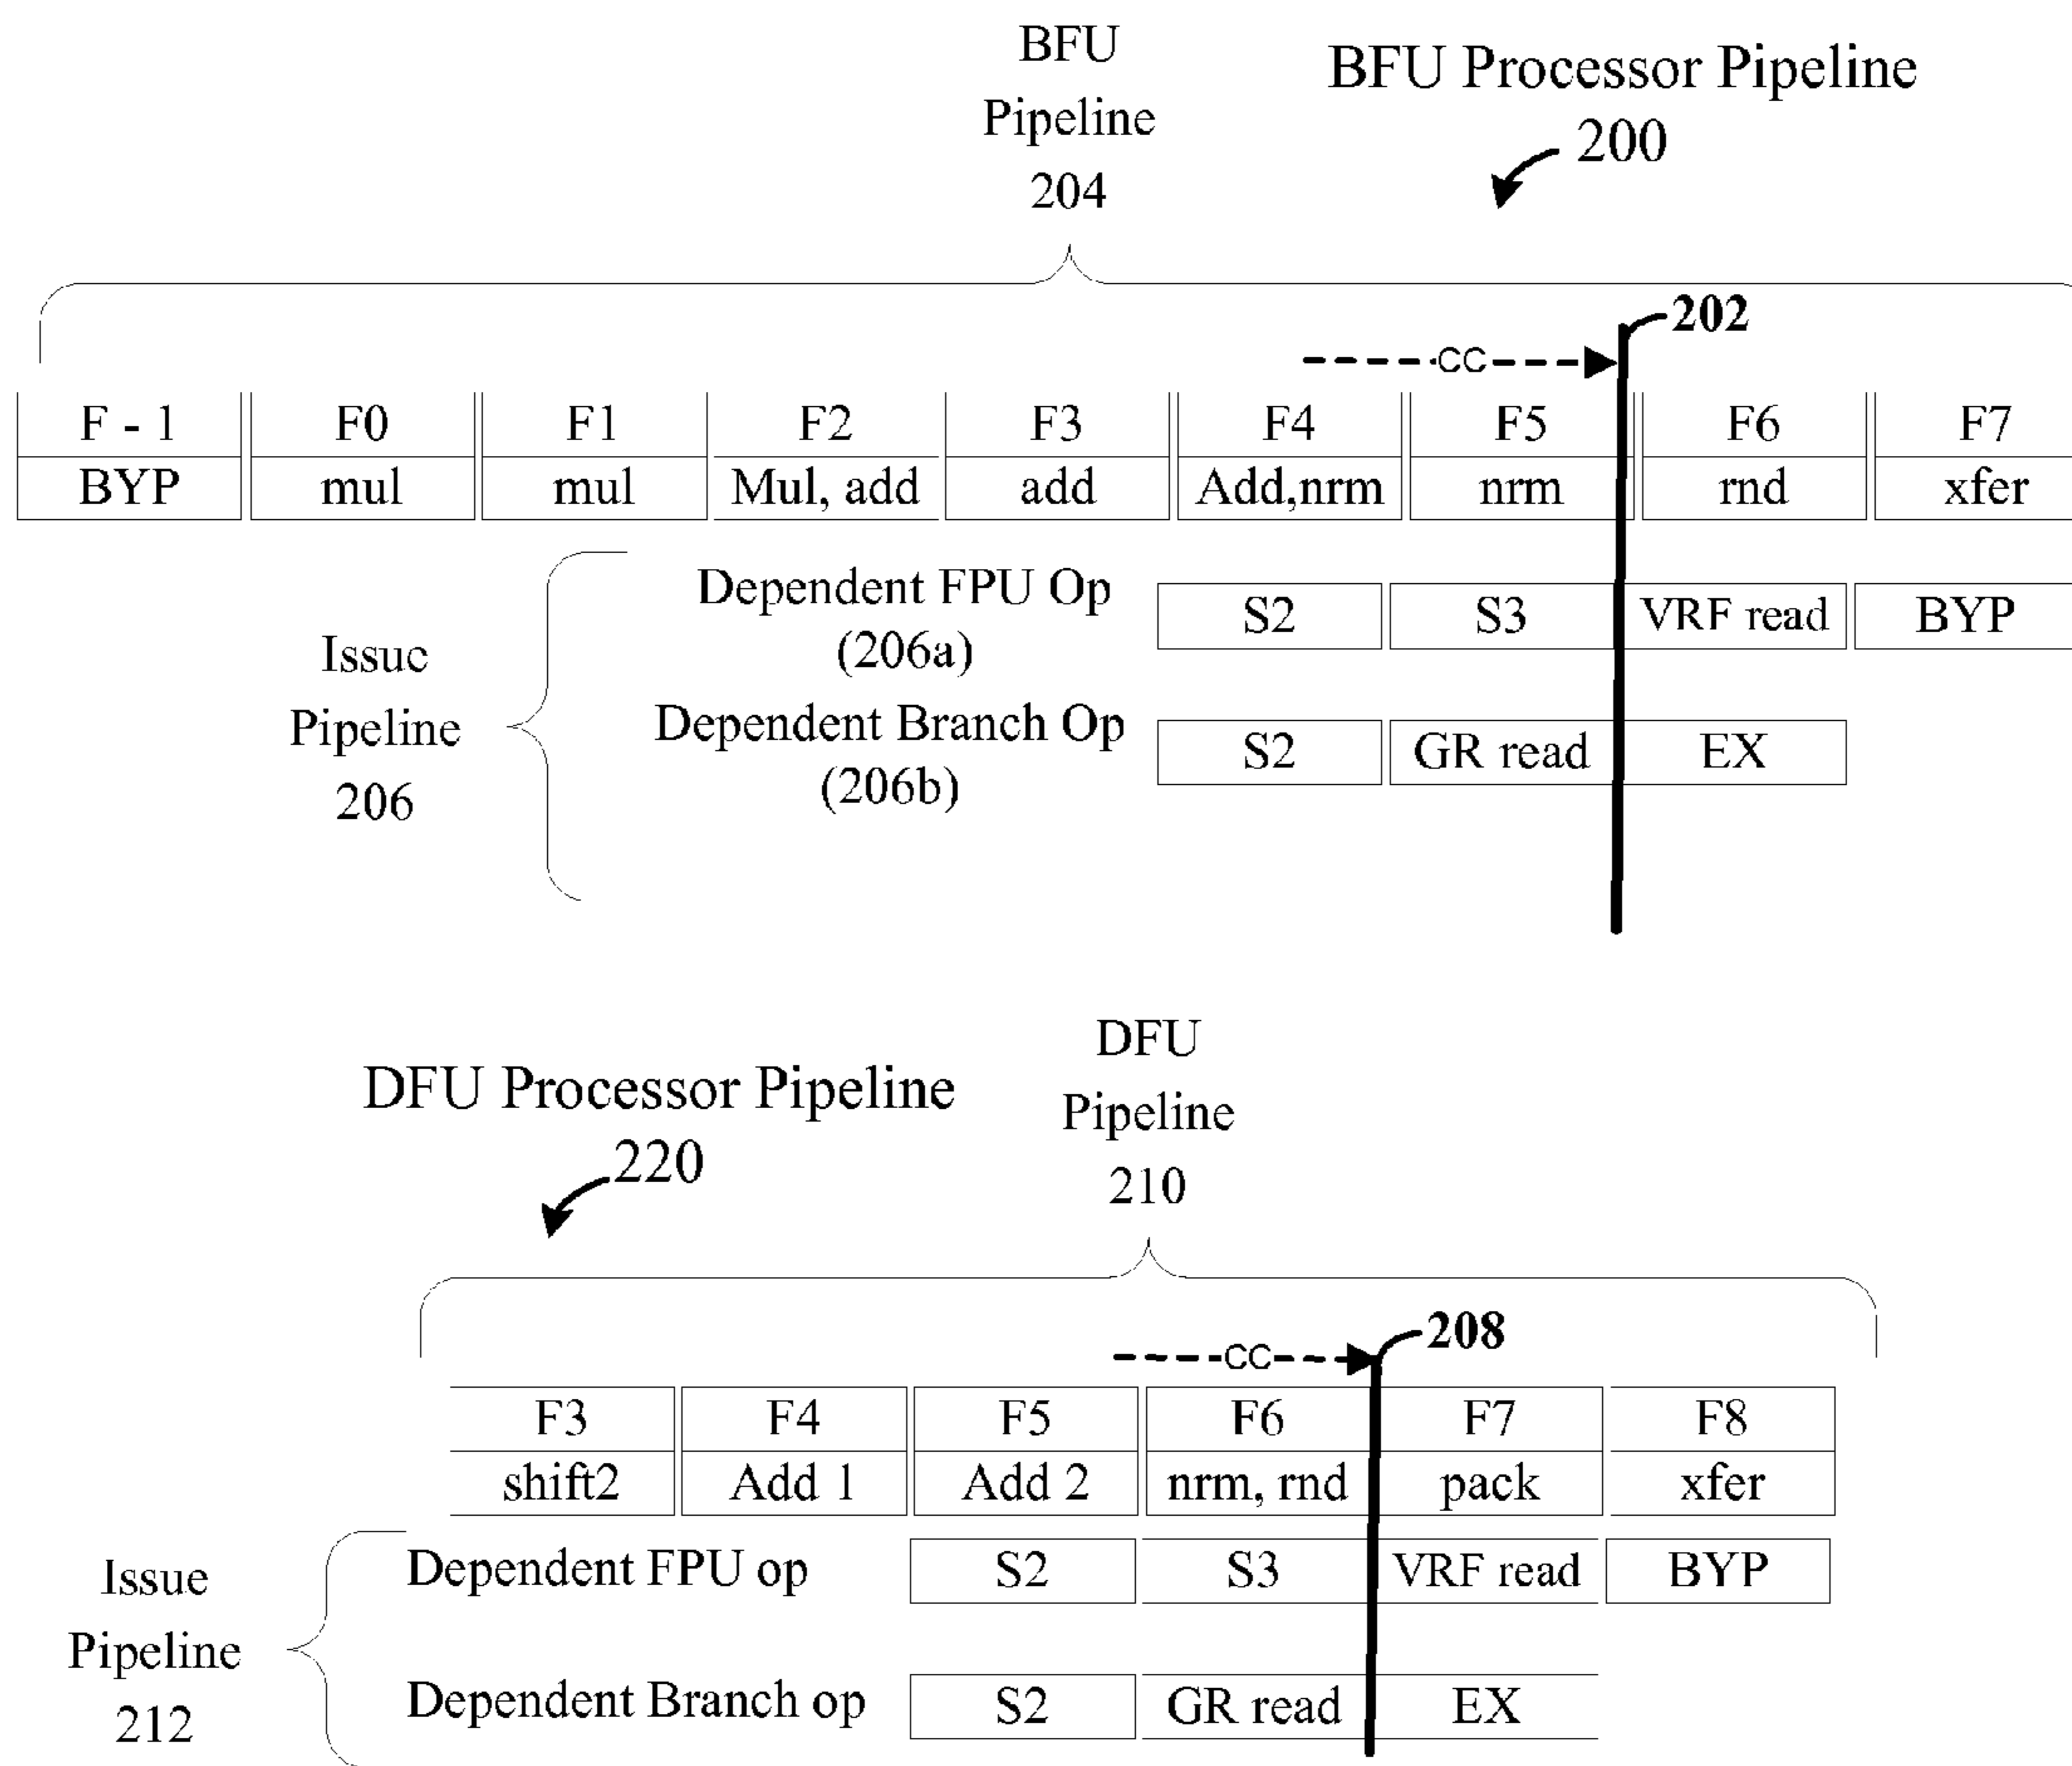 BFU
Pipeline
204
BFU Processor Pipeline
200
202
CC
F - 1 F0 F1 F2 F3 F4 F5 F6 F7
BYP mul mul Mul, add add Add,nrm nrm rnd xfer
Issue
Pipeline
206
Dependent FPU Op
(206a)
S2 S3 VRF read BYP
Dependent Branch Op
(206b)
S2 GR read EX
DFU
Pipeline
210
DFU Processor Pipeline
220
208
CC
F3 F4 F5 F6 F7 F8
shift2 Add 1 Add 2 nrm, rnd pack xfer
Issue
Pipeline
212
Dependent FPU op S2 S3 VRF read BYP
Dependent Branch op S2 GR read EX